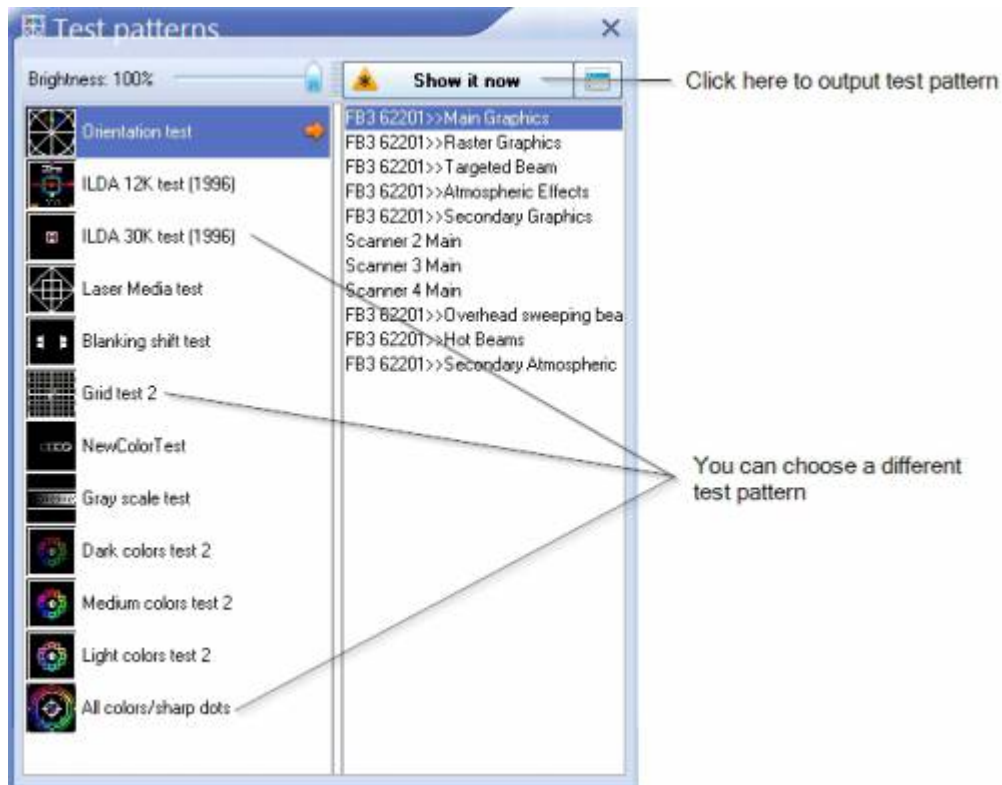 Test patterns
Brightness: 100%
Show it now
Click here to output test pattern
Orientation test
ILDA 12K test (1996)
ILDA 30K test (1996)
Laser Media test
Blanking shift test
Grid test 2
NewColorTest
Gray scale test
Dark colors test 2
Medium colors test 2
Light colors test 2
All colors/sharp dots
FB3 62201>>Main Graphics
FB3 62201>>Raster Graphics
FB3 62201>>Targeted Beam
FB3 62201>>Atmospheric Effects
FB3 62201>>Secondary Graphics
Scanner 2 Main
Scanner 3 Main
Scanner 4 Main
FB3 62201>>Overhead sweeping bea
FB3 62201>>Hot Beams
FB3 62201>>Secondary Atmospheric
You can choose a different
test pattern